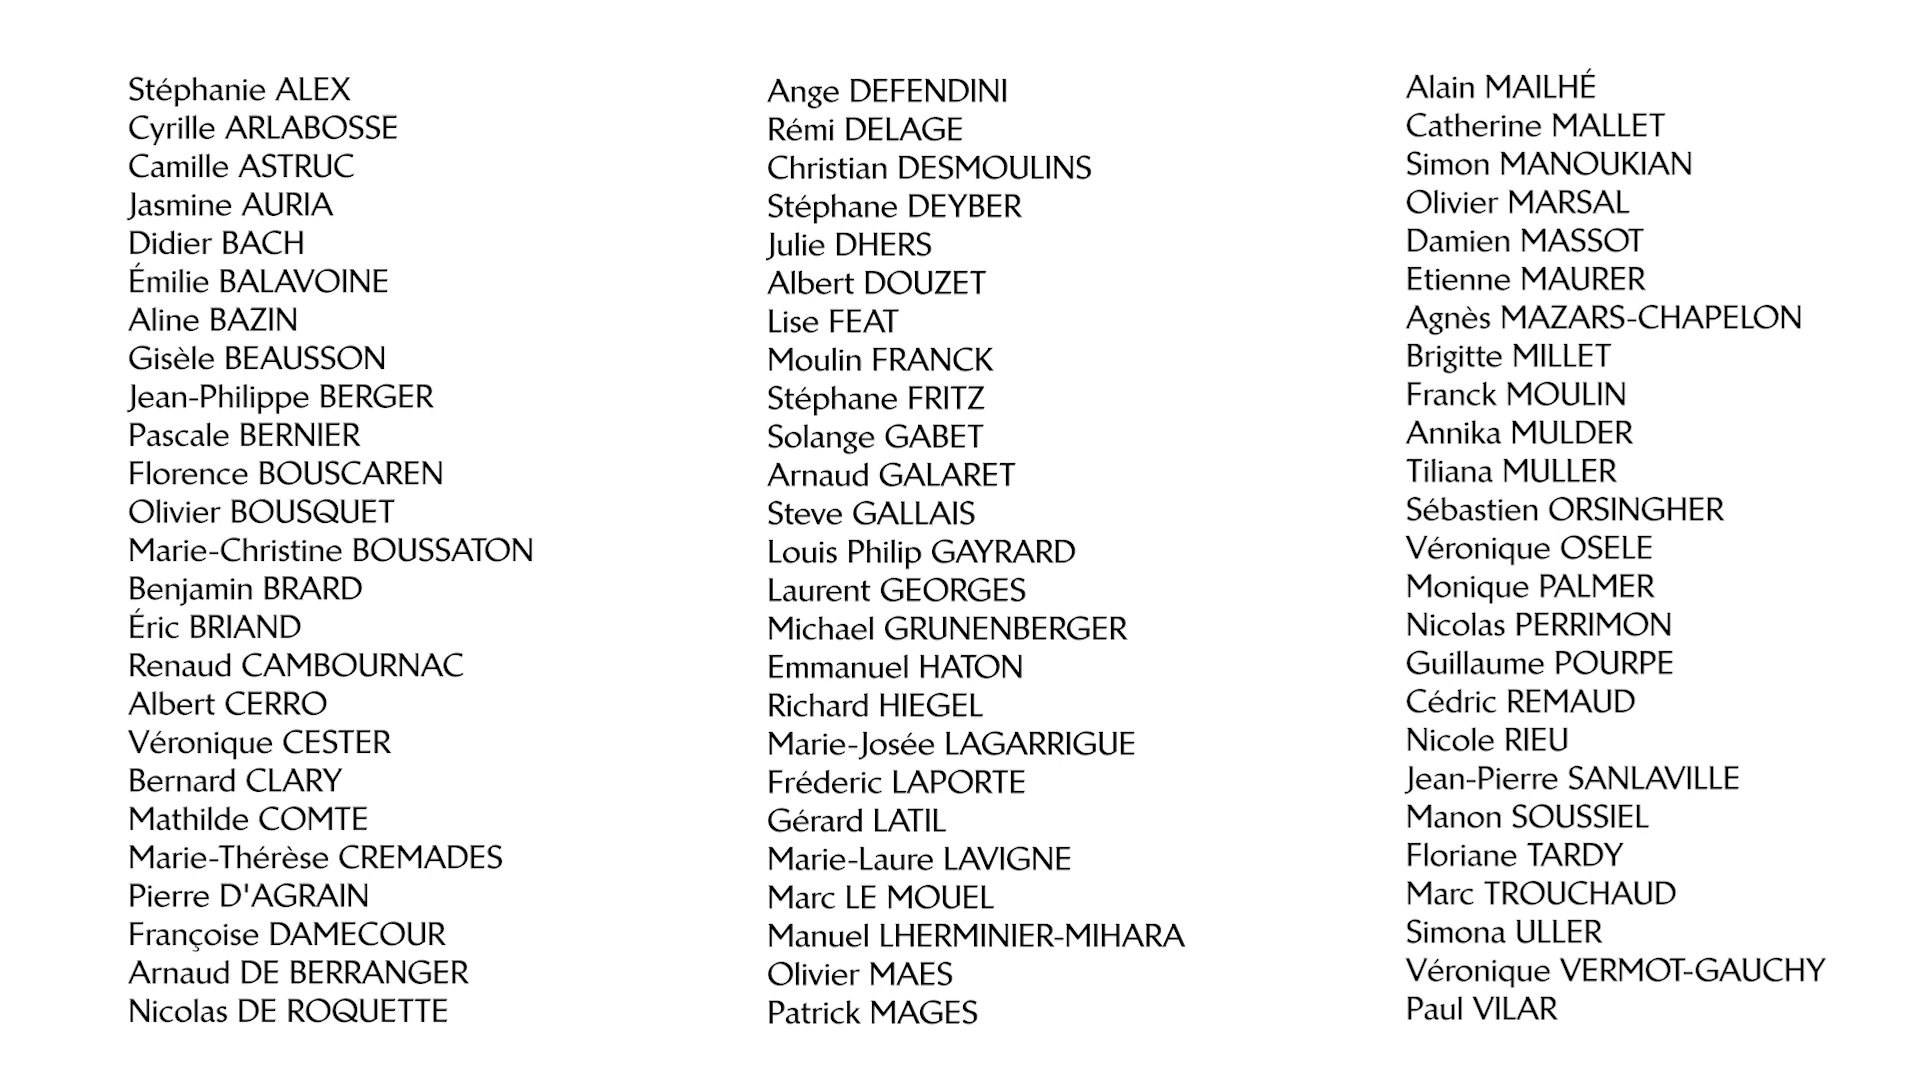 Stéphanie ALEX
Cyrille ARLABOSSE
Camille ASTRUC
Jasmine AURIA
Didier BACH
Émilie BALAVOINE
Aline BAZIN
Gisèle BEAUSSON
Jean-Philippe BERGER
Pascale BERNIER
Florence BOUSCAREN
Olivier BOUSQUET
Marie-Christine BOUSSATON
Benjamin BRARD
Éric BRIAND
Renaud CAMBOURNAC
Albert CERRO
Véronique CESTER
Bernard CLARY
Mathilde COMTE
Marie-Thérèse CREMADES
Pierre D'AGRAIN
Françoise DAMECOUR
Arnaud DE BERRANGER
Nicolas DE ROQUETTE
Ange DEFENDINI
Rémi DELAGE
Christian DESMOULINS
Stéphane DEYBER
Julie DHERS
Albert DOUZET
Lise FEAT
Moulin FRANCK
Stéphane FRITZ
Solange GABET
Arnaud GALARET
Steve GALLAIS
Louis Philip GAYRARD
Laurent GEORGES
Michael GRUNENBERGER
Emmanuel HATON
Richard HIEGEL
Marie-Josée LAGARRIGUE
Fréderic LAPORTE
Gérard LATIL
Marie-Laure LAVIGNE
Marc LE MOUEL
Manuel LHERMINIER-MIHARA
Olivier MAES
Patrick MAGES
Alain MAILHÉ
Catherine MALLET
Simon MANOUKIAN
Olivier MARSAL
Damien MASSOT
Etienne MAURER
Agnès MAZARS-CHAPELON
Brigitte MILLET
Franck MOULIN
Annika MULDER
Tiliana MULLER
Sébastien ORSINGHER
Véronique OSELE
Monique PALMER
Nicolas PERRIMON
Guillaume POURPE
Cédric REMAUD
Nicole RIEU
Jean-Pierre SANLAVILLE
Manon SOUSSIEL
Floriane TARDY
Marc TROUCHAUD
Simona ULLER
Véronique VERMOT-GAUCHY
Paul VILAR